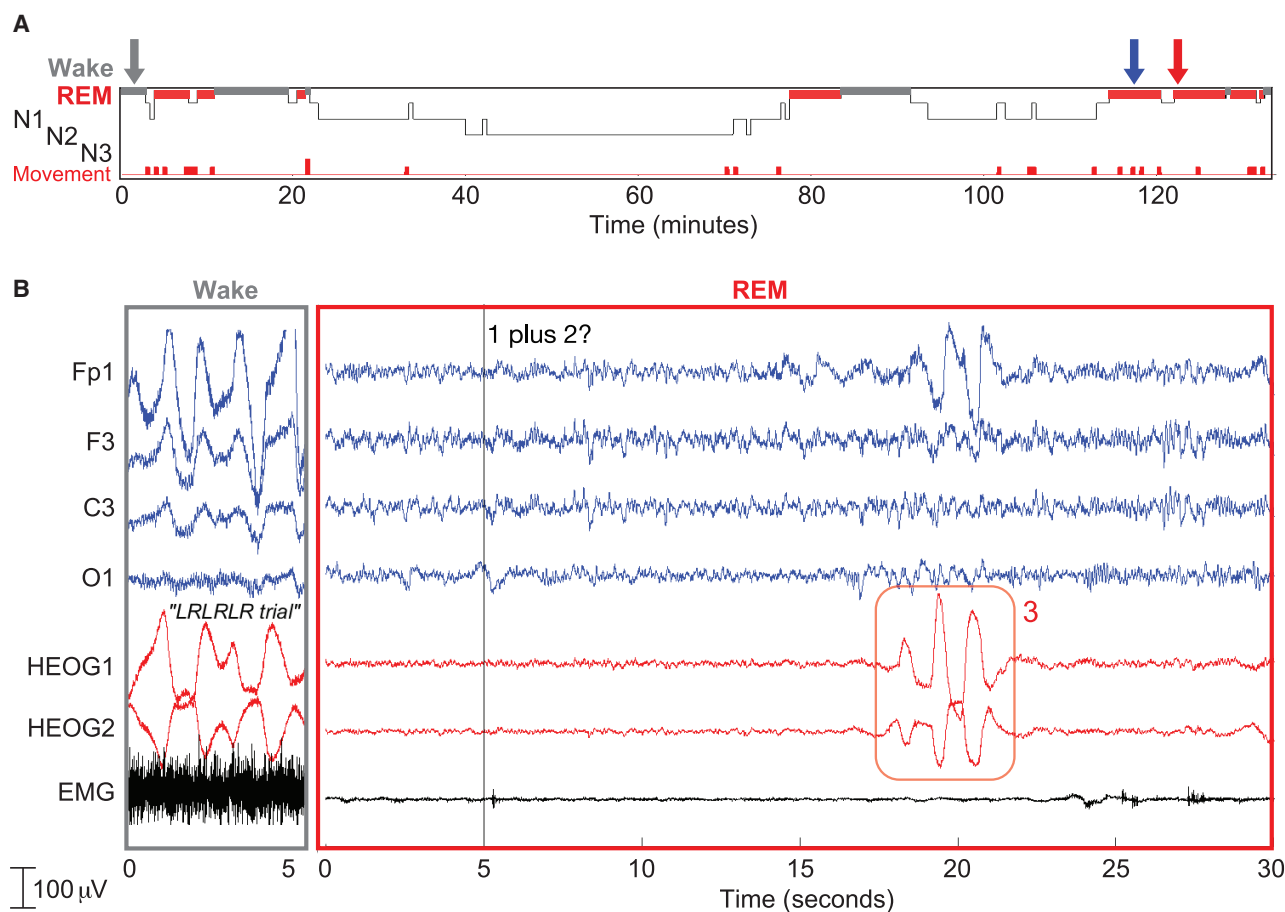 A
Wake
REM
N1
N2
N3
Movement
0 20 40 60 80 100 120
Time (minutes)
B
Wake REM
1 plus 2?
Fp1
F3
C3
O1
"LRLRLR trial"
3
HEOG1
HEOG2
EMG
0 5 0 5 10 15 20 25 30
100 μV
Time (seconds)